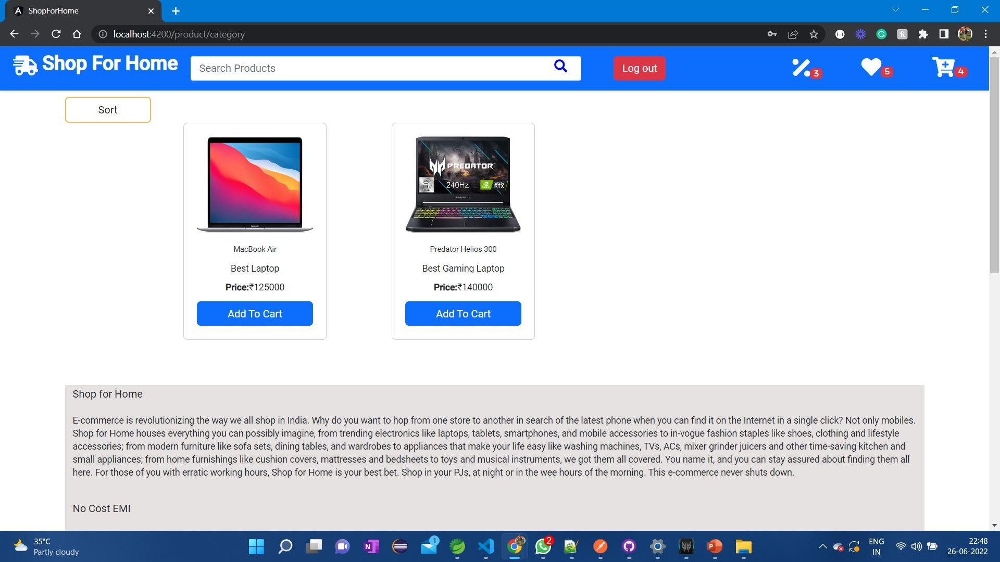 ShopForHome
localhost:4200/product/category
Shop For Home
Search Products
Log out
3
5
4
Sort
PREDATOR
intel
CORE i7
240Hz
GEFORCE
RTX
PREDATOR
MacBook Air
MacBook Air
Predator Helios 300
Best Laptop
Best Gaming Laptop
Price:₹125000
Price:₹140000
Add To Cart
Add To Cart
Shop for Home
E-commerce is revolutionizing the way we all shop in India. Why do you want to hop from one store to another in search of the latest phone when you can find it on the Internet in a single click? Not only mobiles.
Shop for Home houses everything you can possibly imagine, from trending electronics like laptops, tablets, smartphones, and mobile accessories to in-vogue fashion staples like shoes, clothing and lifestyle
accessories; from modern furniture like sofa sets, dining tables, and wardrobes to appliances that make your life easy like washing machines, TVs, ACs, mixer grinder juicers and other time-saving kitchen and
small appliances; from home furnishings like cushion covers, mattresses and bedsheets to toys and musical instruments, we got them all covered. You name it, and you can stay assured about finding them all
here. For those of you with erratic working hours, Shop for Home is your best bet. Shop in your PJs, at night or in the wee hours of the morning. This e-commerce never shuts down.
No Cost EMI
35°C
Partly cloudy
N
1
2
P
ENG
IN
22:48
26-06-2022